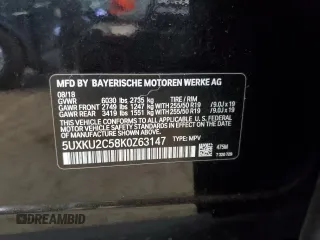 MFD BY BAYERISCHE MOTOREN WERKE AG
08/18
GVWR 6030 lbs 2735 kg TIRE / RIM
GAWR FRONT 2749 lbs 1247 kg WITH 255/50 R19 /9.0J x 19
GAWR REAR 3419 lbs 1551 kg WITH 255/50 R19 /9.0J x 19
THIS VEHICLE CONFORMS TO ALL APPLICABLE
U.S. FEDERAL MOTOR VEHICLE SAFETY STANDARDS
IN EFFECT ON THE DATE OF MANUFACTURE SHOWN ABOVE.
5UXKU2C58K0Z63147 TYPE: MPV
475M
DREAMBID